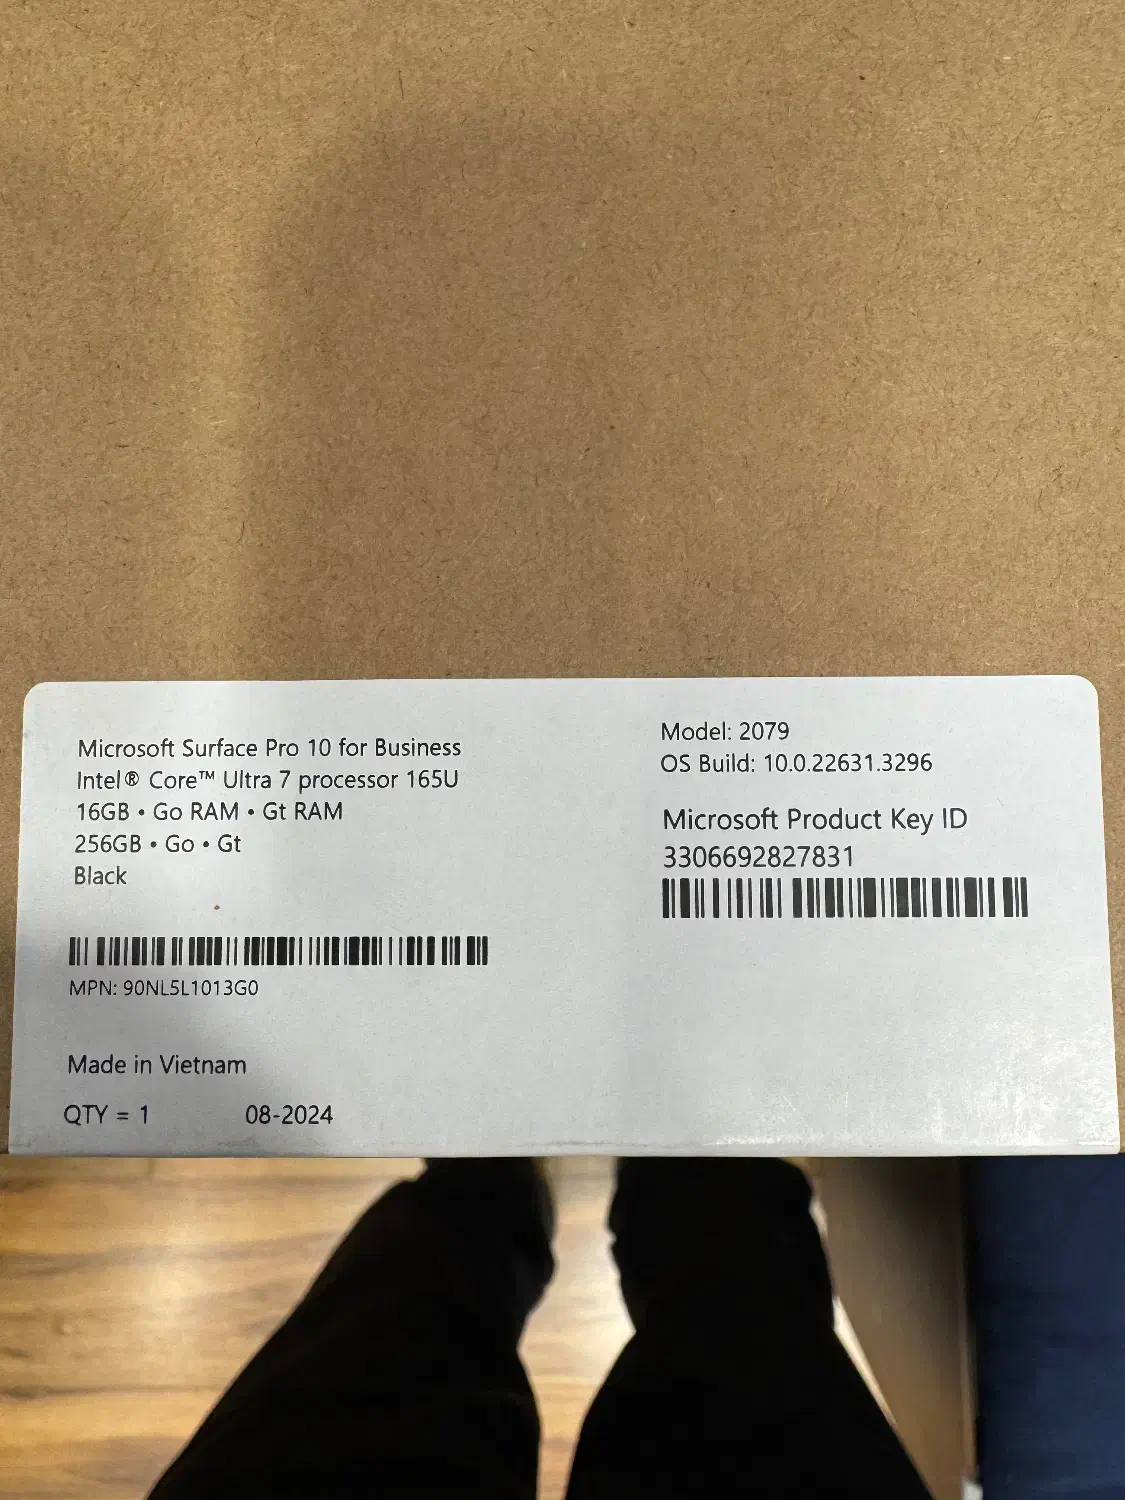 Microsoft Surface Pro 10 for Business
Intel® Core™ Ultra 7 processor 165U
16GB • Go RAM • Gt RAM
256GB • Go • Gt
Black
MPN: 90NL5L1013G0
Made in Vietnam
QTY = 1 08-2024
Model: 2079
OS Build: 10.0.22631.3296
Microsoft Product Key ID
3306692827831